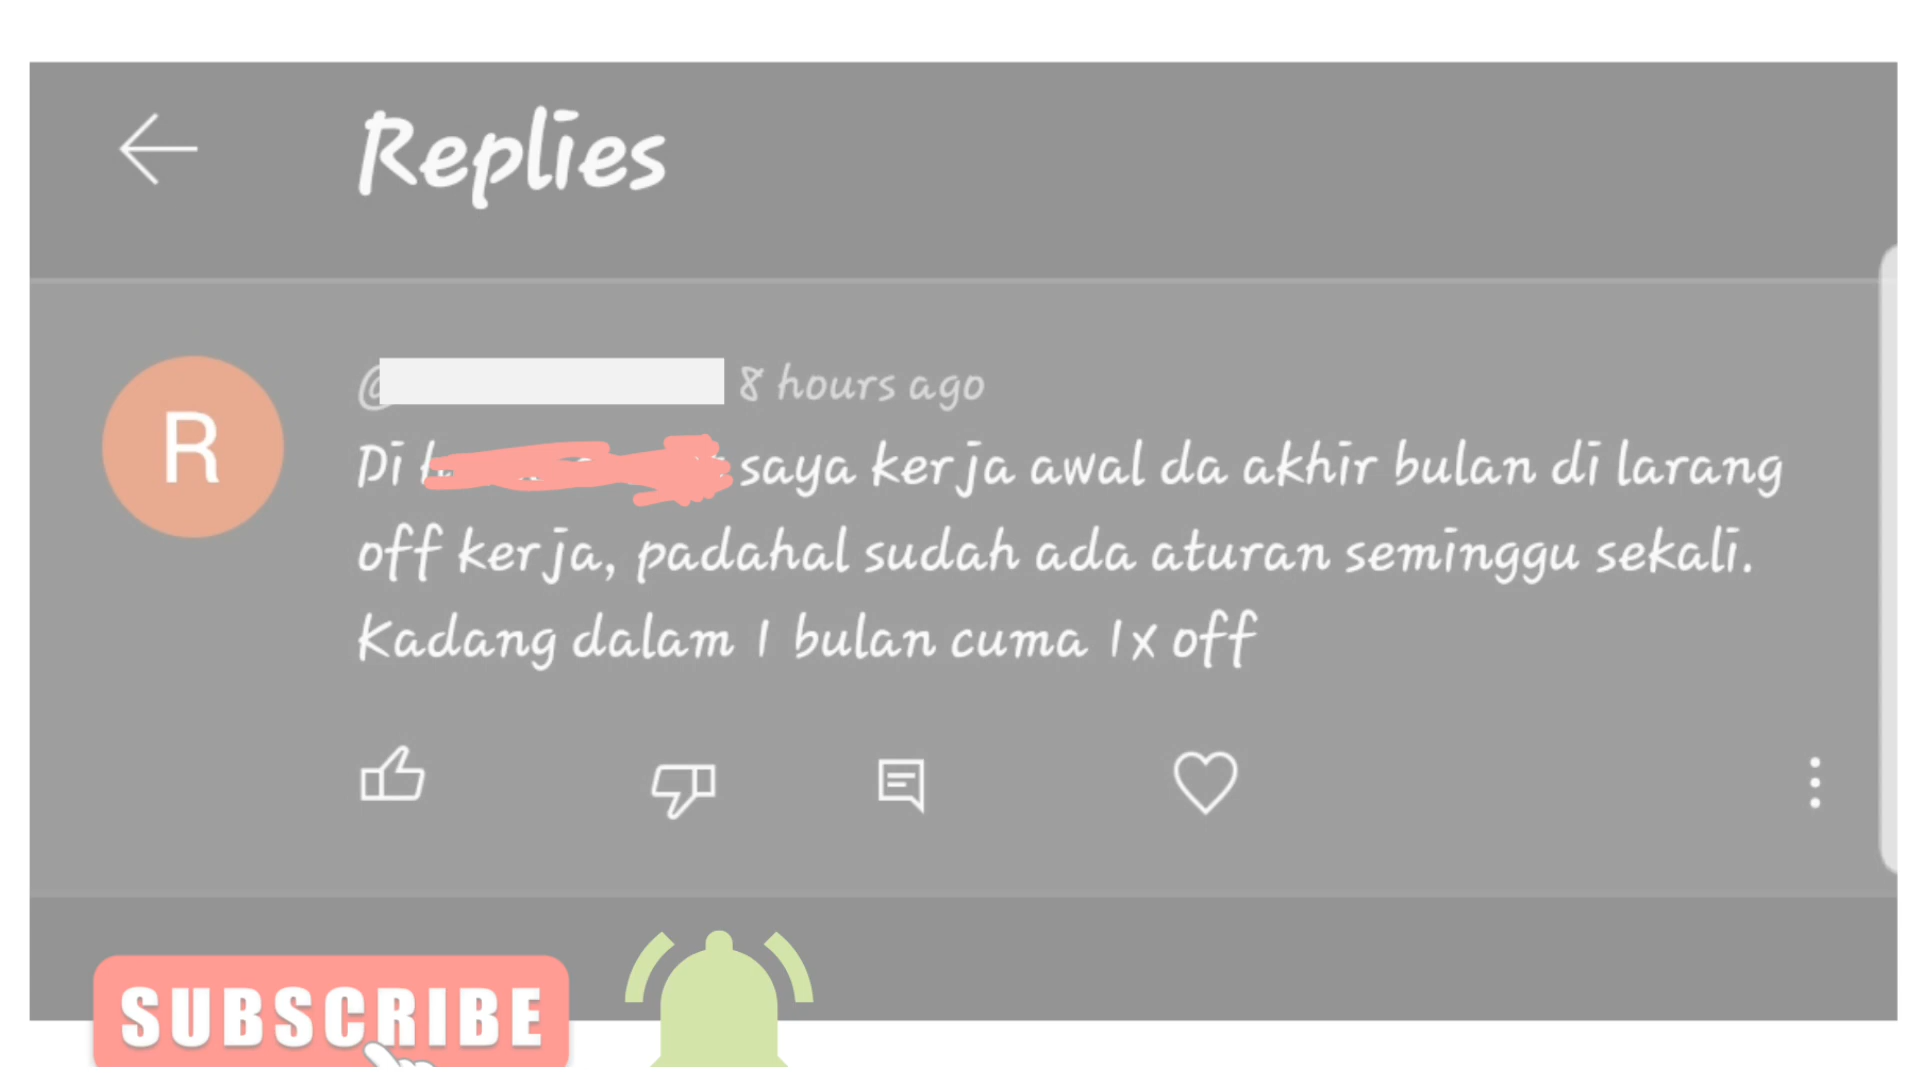 Replies
R
@ 8 hours ago
Di saya kerja awal da akhir bulan di larang
off kerja, padahal sudah ada aturan seminggu sekali.
Kadang dalam 1 bulan cuma 1x off
SUBSCRIBE